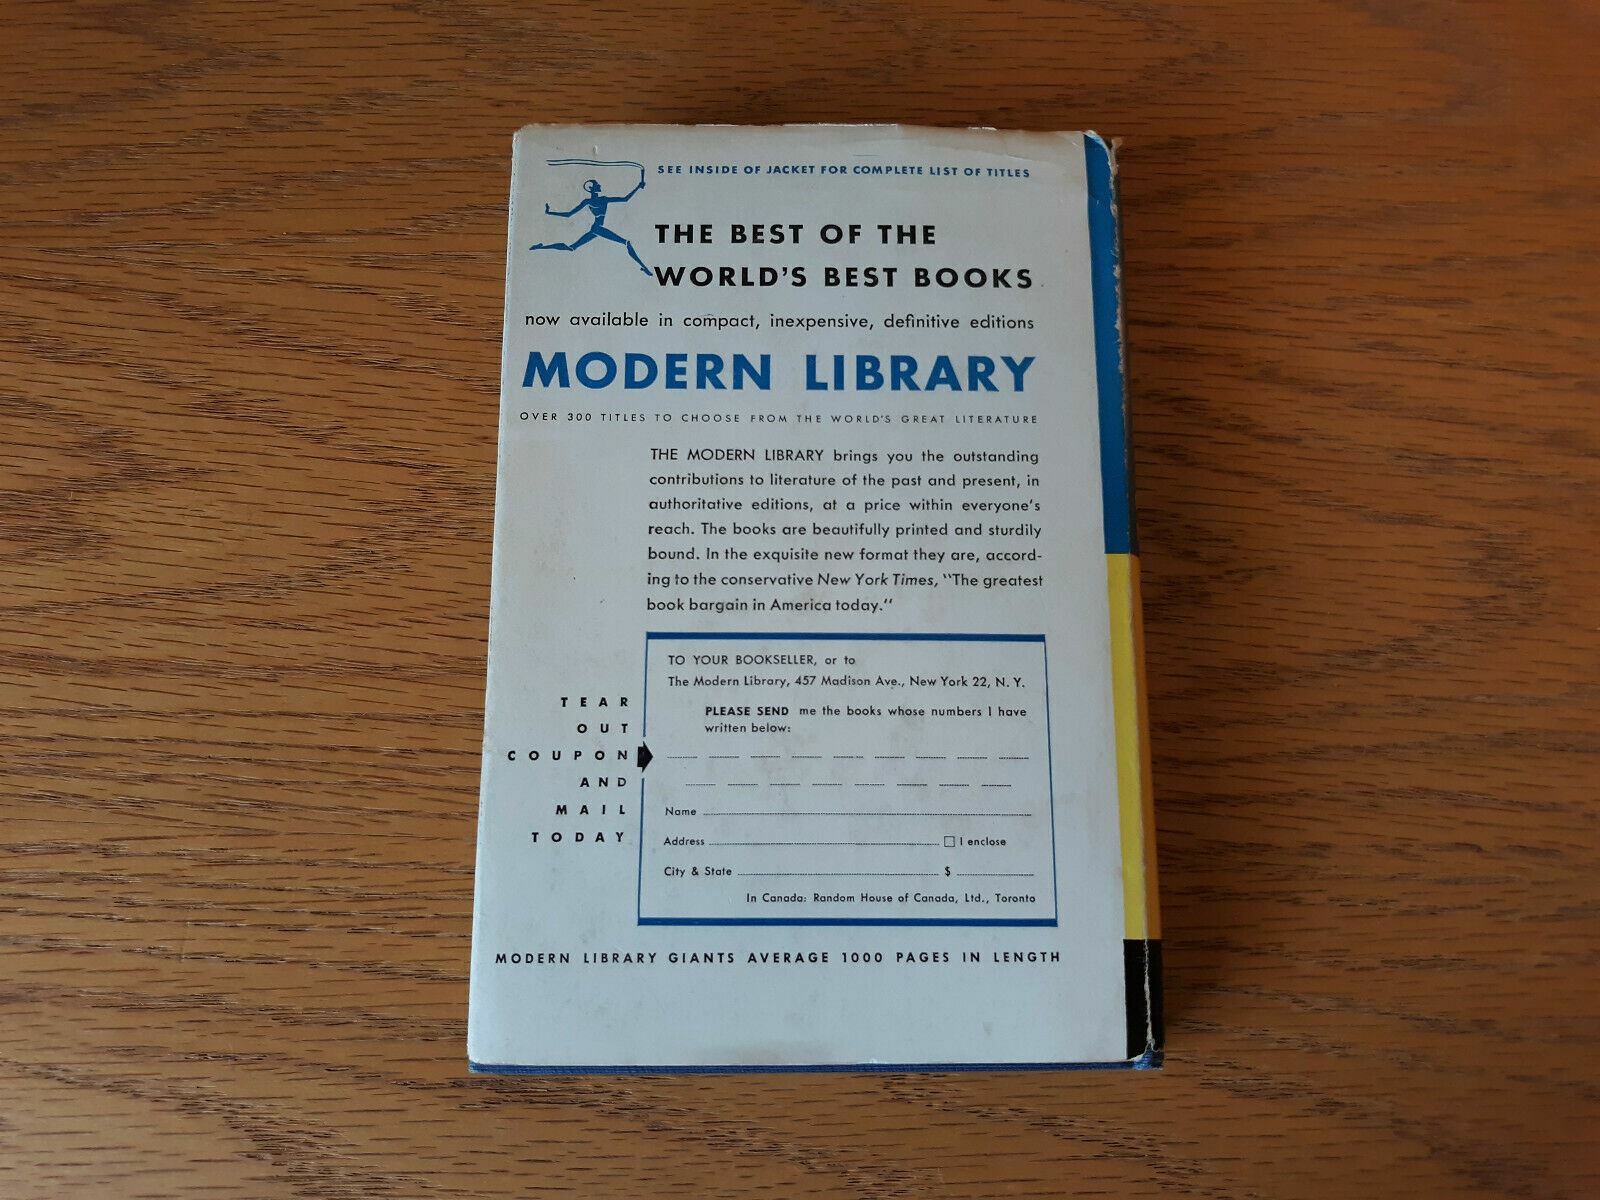 SEE INSIDE OF JACKET FOR COMPLETE LIST OF TITLES
THE BEST OF THE
WORLD'S BEST BOOKS
now available in compact, inexpensive, definitive editions
MODERN LIBRARY
OVER 300 TITLES TO CHOOSE FROM THE WORLD'S GREAT LITERATURE
THE MODERN LIBRARY brings you the outstanding
contributions to literature of the past and present, in
authoritative editions, at a price within everyone's
reach. The books are beautifully printed and sturdily
bound. In the exquisite new format they are, accord-
ing to the conservative New York Times, "The greatest
book bargain in America today."
TEAR
OUT
COUPON
AND
MAIL
TODAY
TO YOUR BOOKSELLER, or to
The Modern Library, 457 Madison Ave., New York 22, N. Y.
PLEASE SEND me the books whose numbers I have
written below:
Name
Address I enclose
City & State $
In Canada: Random House of Canada, Ltd., Toronto
MODERN LIBRARY GIANTS AVERAGE 1000 PAGES IN LENGTH